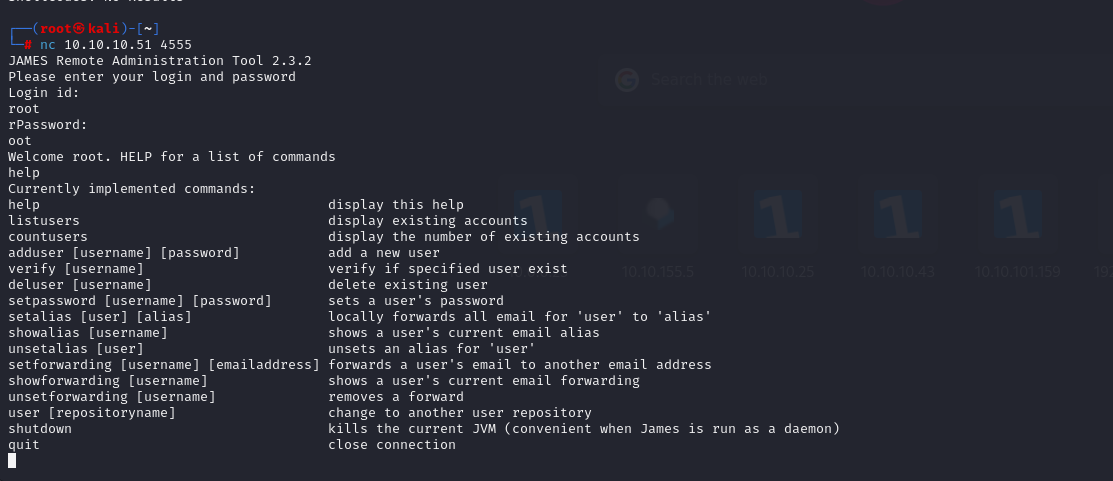 ┌──(root㉿kali)-[~]
└─# nc 10.10.10.51 4555
JAMES Remote Administration Tool 2.3.2
Please enter your login and password
Login id:
root
rPassword:
oot
Welcome root. HELP for a list of commands
help
Currently implemented commands:
help                                    display this help
listusers                               display existing accounts
countusers                              display the number of existing accounts
adduser [username] [password]           add a new user
verify [username]                       verify if specified user exist
deluser [username]                      delete existing user
setpassword [username] [password]       sets a user's password
setalias [user] [alias]                 locally forwards all email for 'user' to 'alias'
showalias [username]                    shows a user's current email alias
unsetalias [user]                       unsets an alias for 'user'
setforwarding [username] [emailaddress] forwards a user's email to another email address
showforwarding [username]               shows a user's current email forwarding
unsetforwarding [username]              removes a forward
user [repositoryname]                   change to another user repository
shutdown                                kills the current JVM (convenient when James is run as a daemon)
quit                                    close connection
Search the web
10.10.155.5
10.10.10.25
10.10.10.43
10.10.101.159